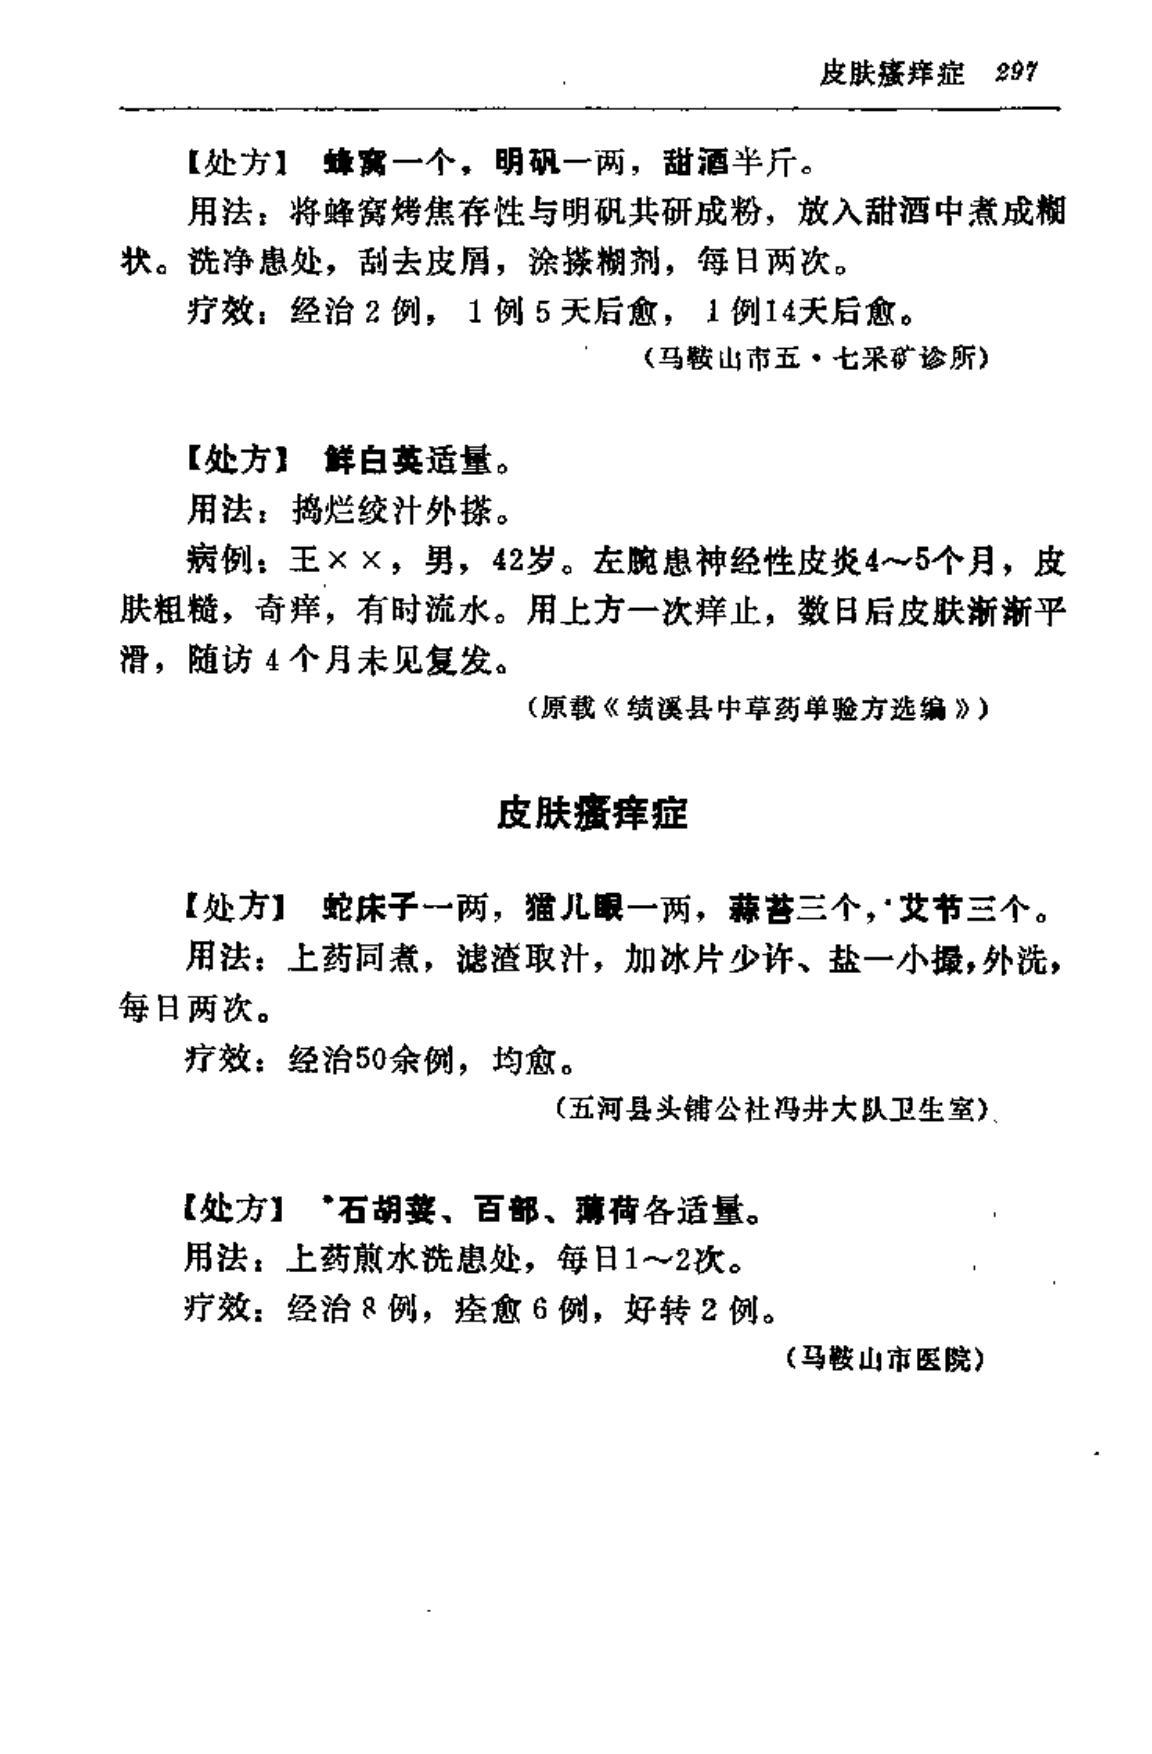 皮肤瘙痒症 297
【处方】 蜂窝一个，明矾一两，甜酒半斤。
用法：将蜂窝烤焦存性与明矾共研成粉，放入甜酒中煮成糊
状。洗净患处，刮去皮屑，涂搽糊剂，每日两次。
疗效：经治2例，1例5天后愈，1例14天后愈。
（马鞍山市五·七采矿诊所）
【处方】 鲜白英适量。
用法：捣烂绞汁外搽。
病例：王××，男，42岁。左腕患神经性皮炎4～5个月，皮
肤粗糙，奇痒，有时流水。用上方一次痒止，数日后皮肤渐渐平
滑，随访4个月未见复发。
（原载《绩溪县中草药单验方选编》）
皮肤瘙痒症
【处方】 蛇床子一两，猫儿眼一两，蒜苔三个，艾节三个。
用法：上药同煮，滤渣取汁，加冰片少许、盐一小撮，外洗，
每日两次。
疗效：经治50余例，均愈。
（五河县头铺公社冯井大队卫生室）
【处方】 *石胡荽、百部、薄荷各适量。
用法：上药煎水洗患处，每日1～2次。
疗效：经治8例，痊愈6例，好转2例。
（马鞍山市医院）